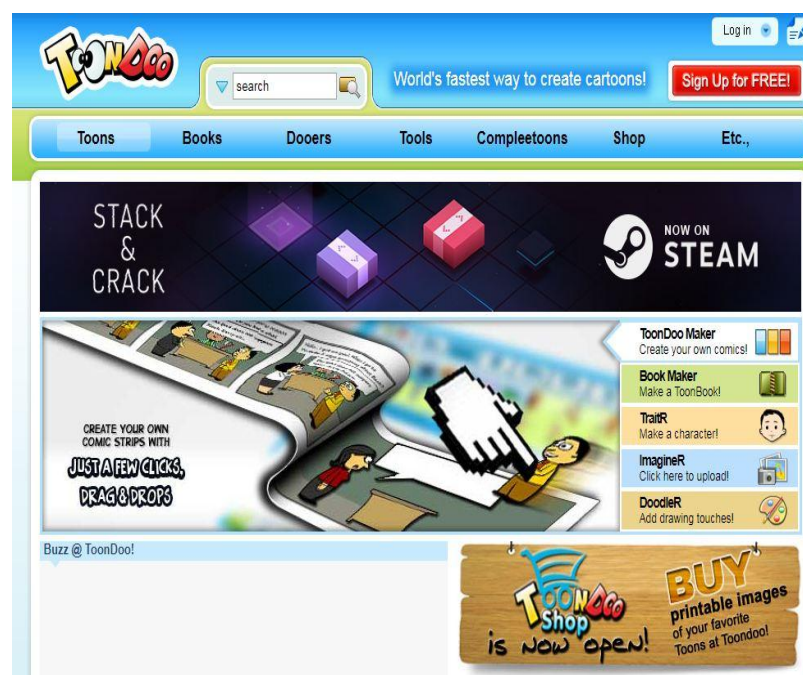 TOONDOO
Log in
search
World's fastest way to create cartoons!
Sign Up for FREE!
Toons Books Dooers Tools Compleetoons Shop Etc.,
STACK
&
CRACK
NOW ON
STEAM
CREATE YOUR OWN
COMIC STRIPS WITH
JUST A FEW CLICKS,
DRAG & DROPS
ToonDoo Maker
Create your own comics!
Book Maker
Make a ToonBook!
TraitR
Make a character!
ImagineR
Click here to upload!
DoodleR
Add drawing touches!
Buzz @ ToonDoo!
TOONDOO
Shop
is NOW open!
BUY
printable images
of your favorite
Toons at Toondoo!